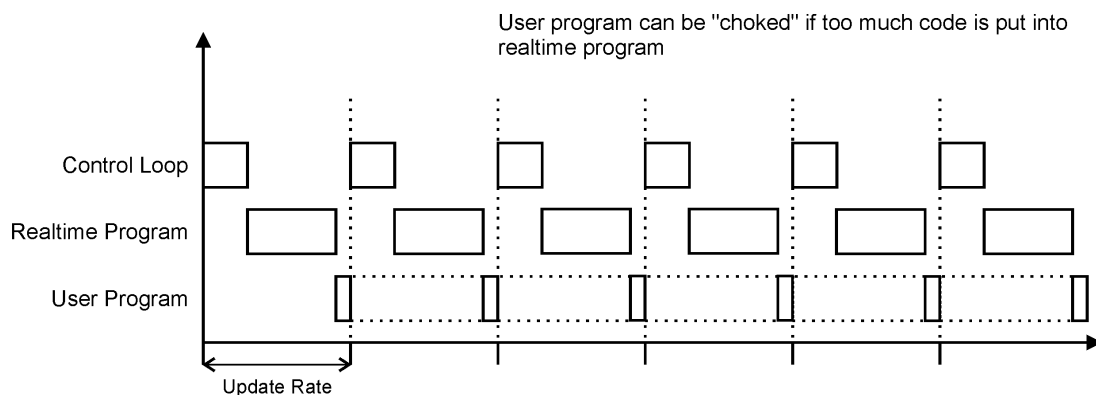 User program can be "choked" if too much code is put into
realtime program
Control Loop
Realtime Program
User Program
Update Rate